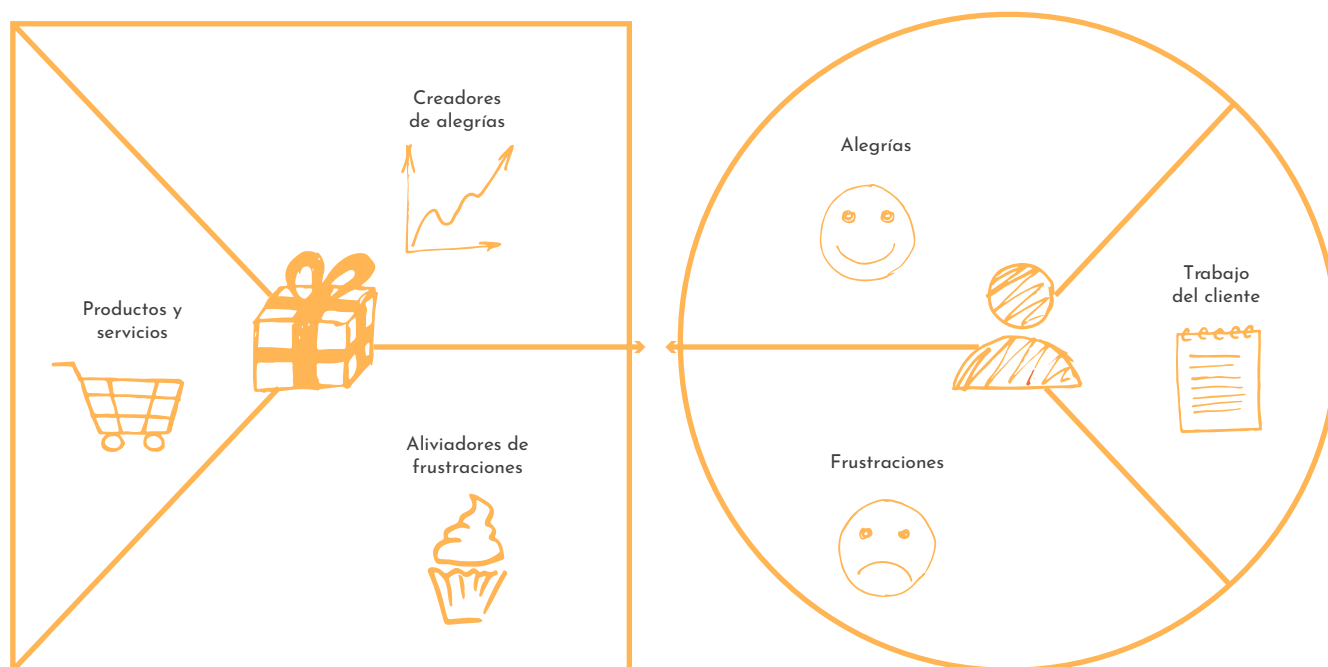 Creadores
de alegrías
Productos y
servicios
Aliviadores de
frustraciones
Alegrías
Trabajo
del cliente
Frustraciones